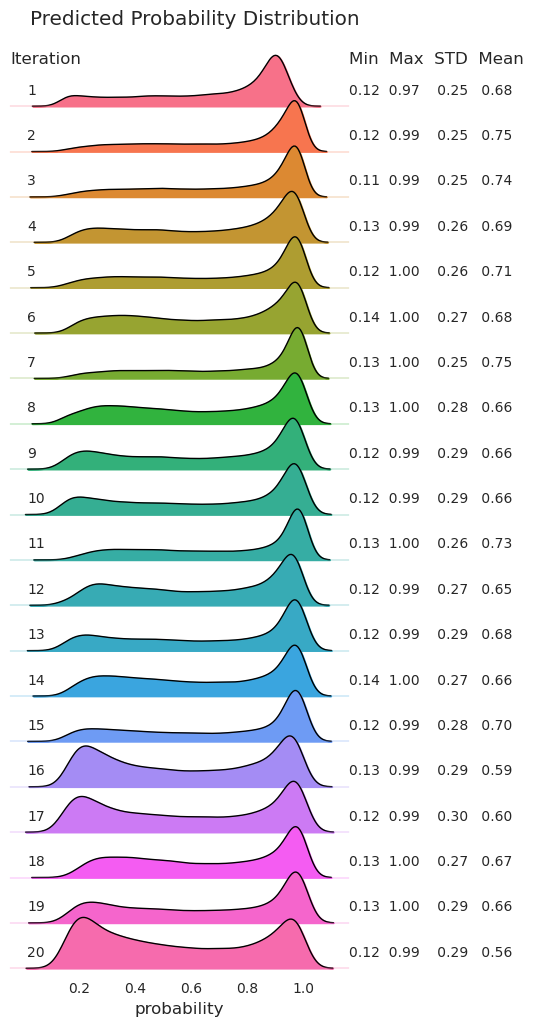 Predicted Probability Distribution
Iteration Min Max STD Mean
1 0.12 0.97 0.25 0.68
2 0.12 0.99 0.25 0.75
3 0.11 0.99 0.25 0.74
4 0.13 0.99 0.26 0.69
5 0.12 1.00 0.26 0.71
6 0.14 1.00 0.27 0.68
7 0.13 1.00 0.25 0.75
8 0.13 1.00 0.28 0.66
9 0.12 0.99 0.29 0.66
10 0.12 0.99 0.29 0.66
11 0.13 1.00 0.26 0.73
12 0.12 0.99 0.27 0.65
13 0.12 0.99 0.29 0.68
14 0.14 1.00 0.27 0.66
15 0.12 0.99 0.28 0.70
16 0.13 0.99 0.29 0.59
17 0.12 0.99 0.30 0.60
18 0.13 1.00 0.27 0.67
19 0.13 1.00 0.29 0.66
20 0.12 0.99 0.29 0.56
0.2 0.4 0.6 0.8 1.0
probability